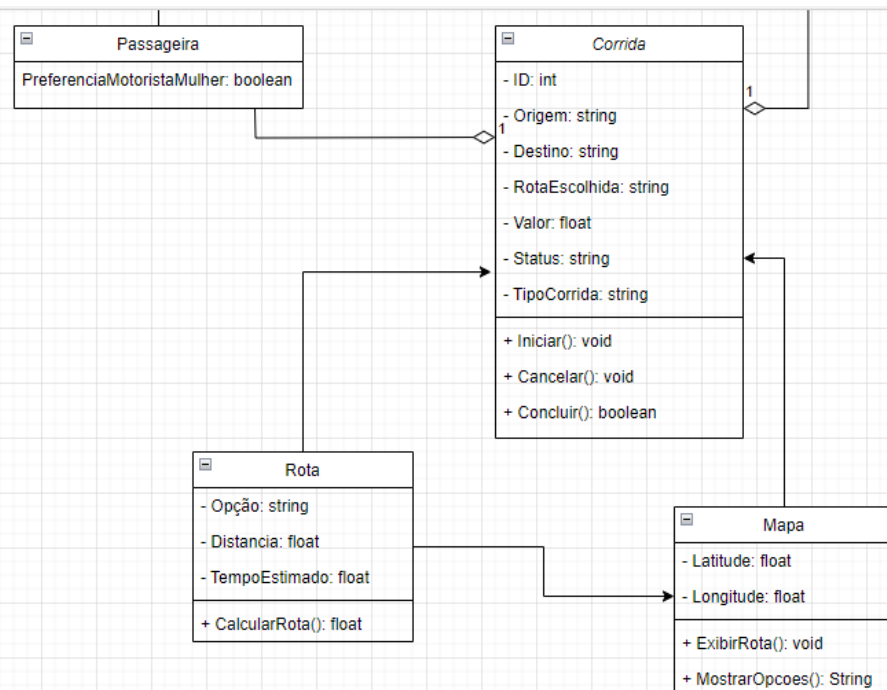 Passageira
PreferenciaMotoristaMulher: boolean
Corrida
- ID: int
- Origem: string
- Destino: string
- RotaEscolhida: string
- Valor: float
- Status: string
- TipoCorrida: string
+ Iniciar(): void
+ Cancelar(): void
+ Concluir(): boolean
1
1
Rota
- Opção: string
- Distancia: float
- TempoEstimado: float
+ CalcularRota(): float
Mapa
- Latitude: float
- Longitude: float
+ ExibirRota(): void
+ MostrarOpcoes(): String